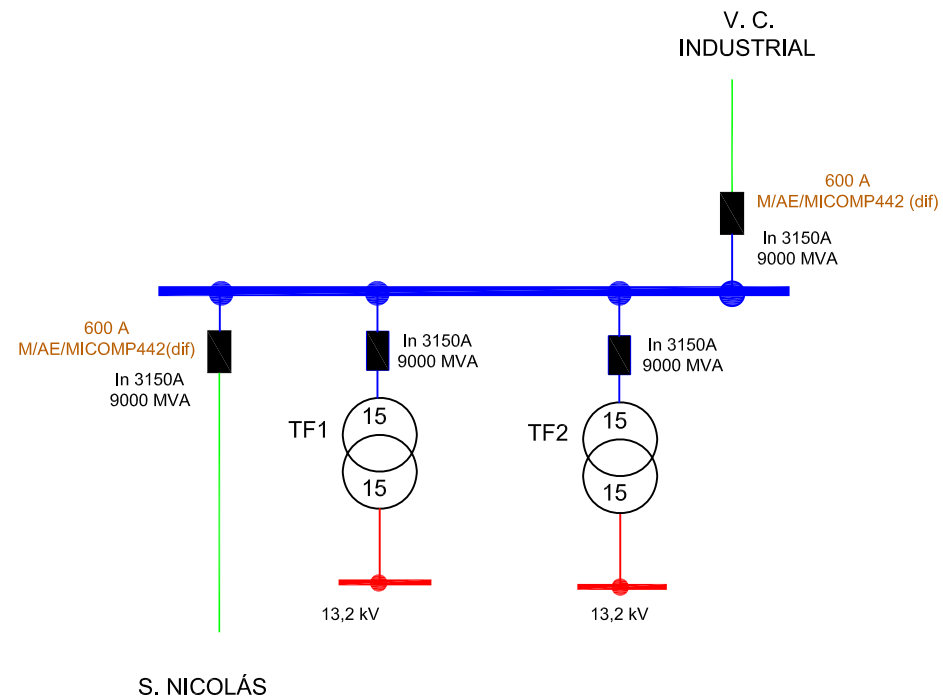 V. C.
INDUSTRIAL
600 A
M/AE/MICOMP442 (dif)
In 3150A
9000 MVA
600 A
M/AE/MICOMP442(dif)
In 3150A
9000 MVA
In 3150A
9000 MVA
In 3150A
9000 MVA
TF1
15
15
TF2
15
15
13,2 kV
13,2 kV
S. NICOLÁS